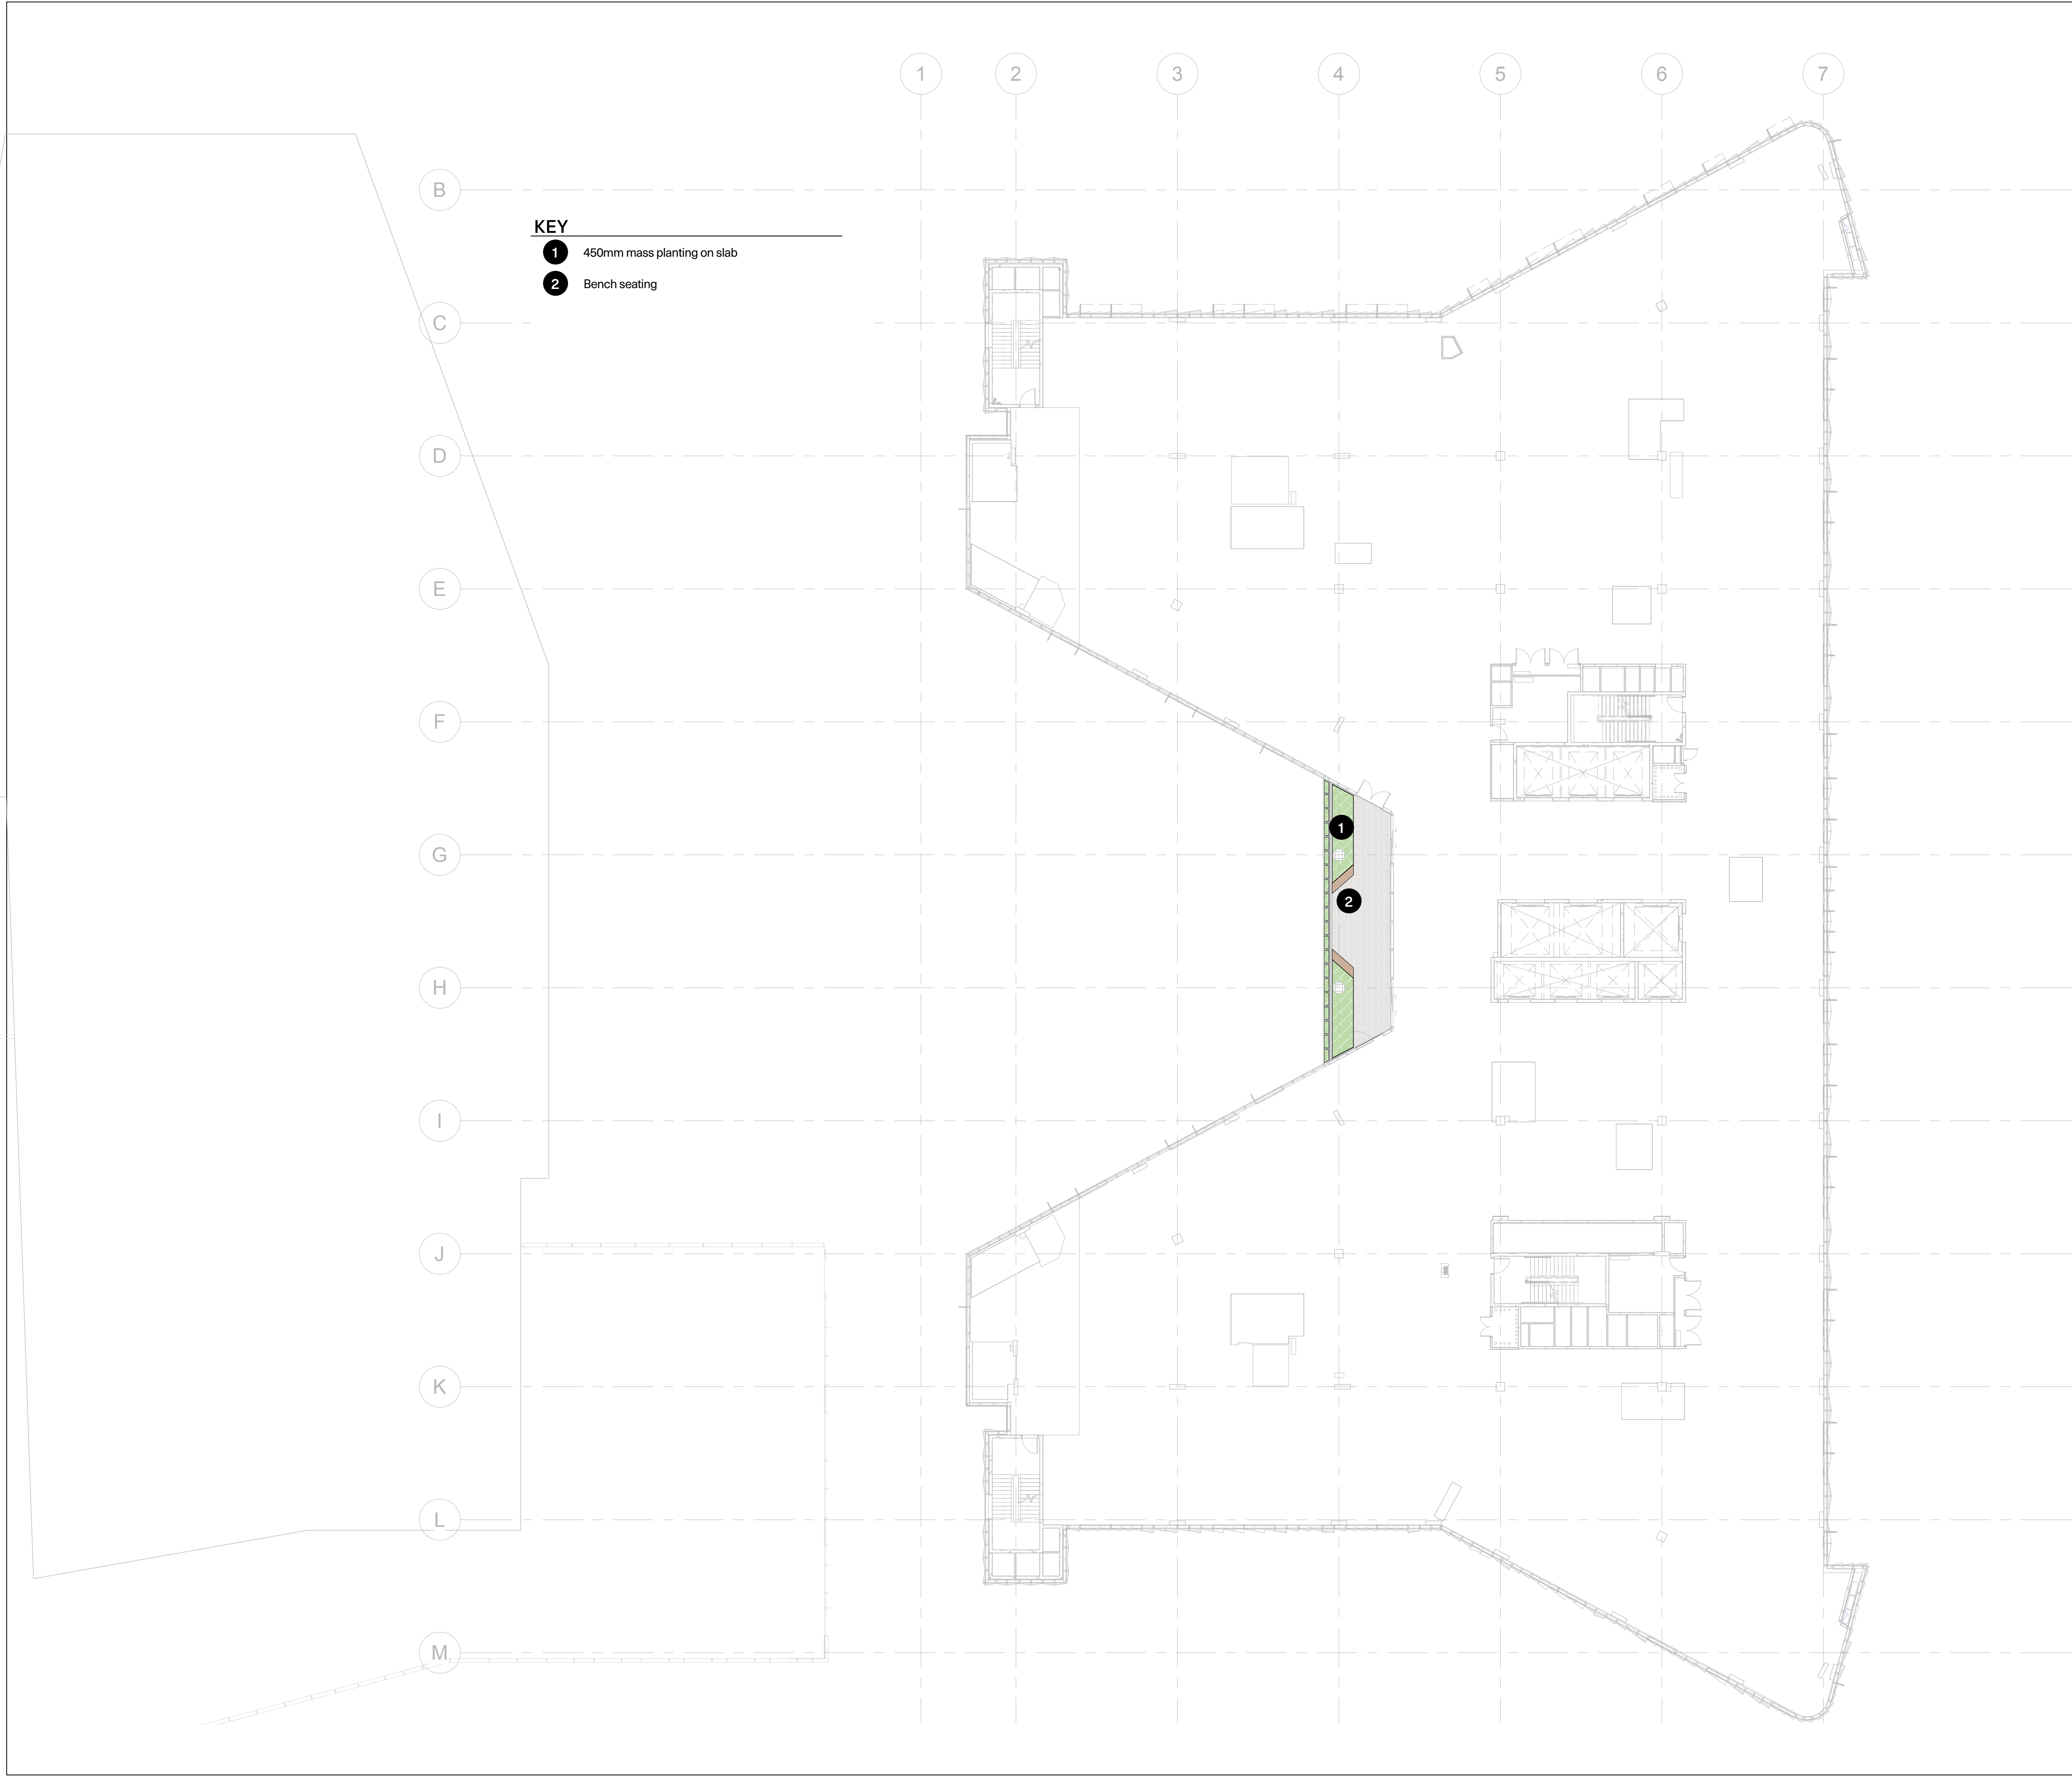 1 2 3 4 5 6 7
B
KEY
1 450mm mass planting on slab
2 Bench seating
C
D
E
F
1
G
2
H
I
J
K
L
M